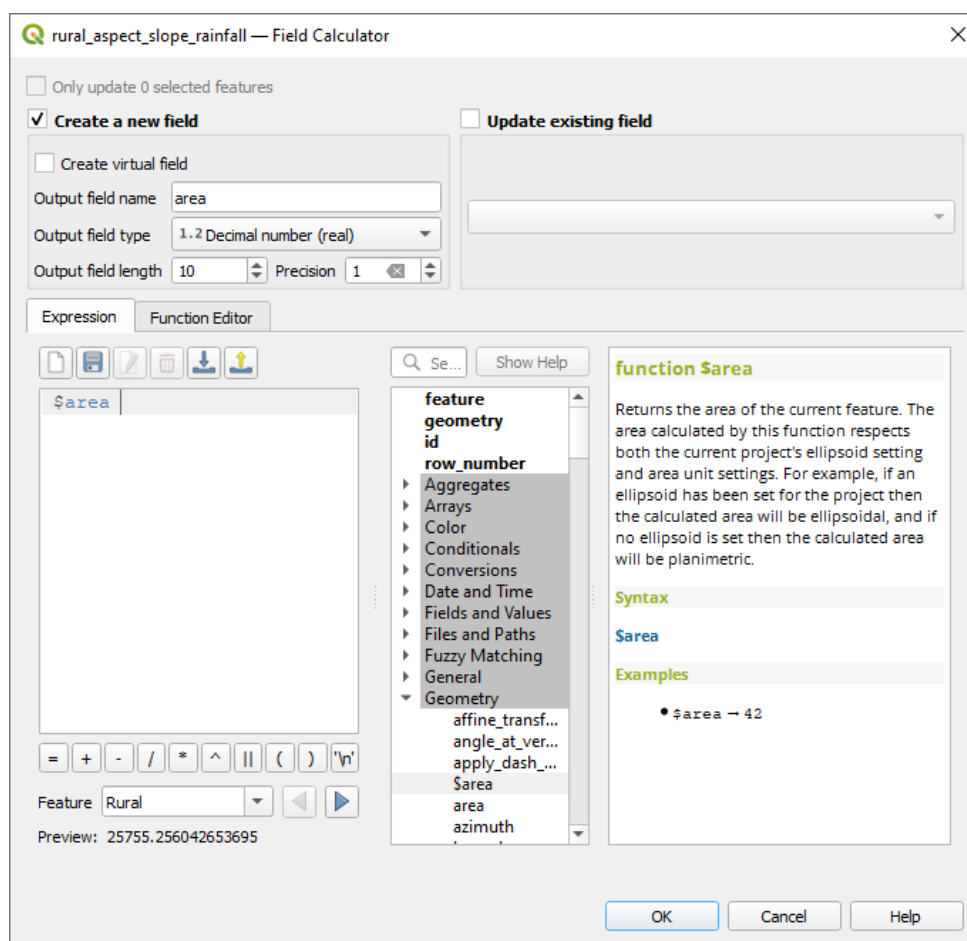 rural_aspect_slope_rainfall — Field Calculator
Only update 0 selected features
Create a new field
Update existing field
Create virtual field
Output field name area
Output field type 1.2 Decimal number (real)
Output field length 10 Precision 1
Expression
Function Editor
$area
= + - / * ^ || ( ) '\n'
Feature Rural
Preview: 25755.256042653695
Se...
Show Help
feature
geometry
id
row_number
Aggregates
Arrays
Color
Conditionals
Conversions
Date and Time
Fields and Values
Files and Paths
Fuzzy Matching
General
Geometry
affine_transf...
angle_at_ver...
apply_dash_...
$area
area
azimuth
function $area
Returns the area of the current feature. The
area calculated by this function respects
both the current project's ellipsoid setting
and area unit settings. For example, if an
ellipsoid has been set for the project then
the calculated area will be ellipsoidal, and if
no ellipsoid is set then the calculated area
will be planimetric.
Syntax
$area
Examples
• $area → 42
OK
Cancel
Help